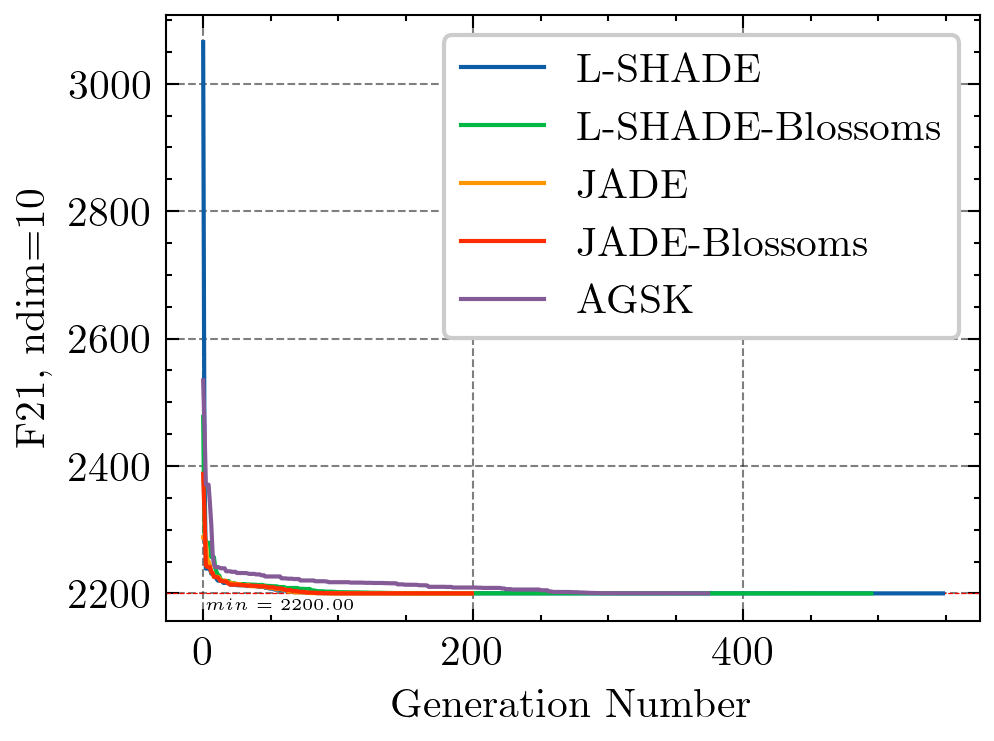 3000
2800
2600
2400
2200
F21, ndim=10
L-SHADE
L-SHADE-Blossoms
JADE
JADE-Blossoms
AGSK
min = 2200.00
0
200
400
Generation Number